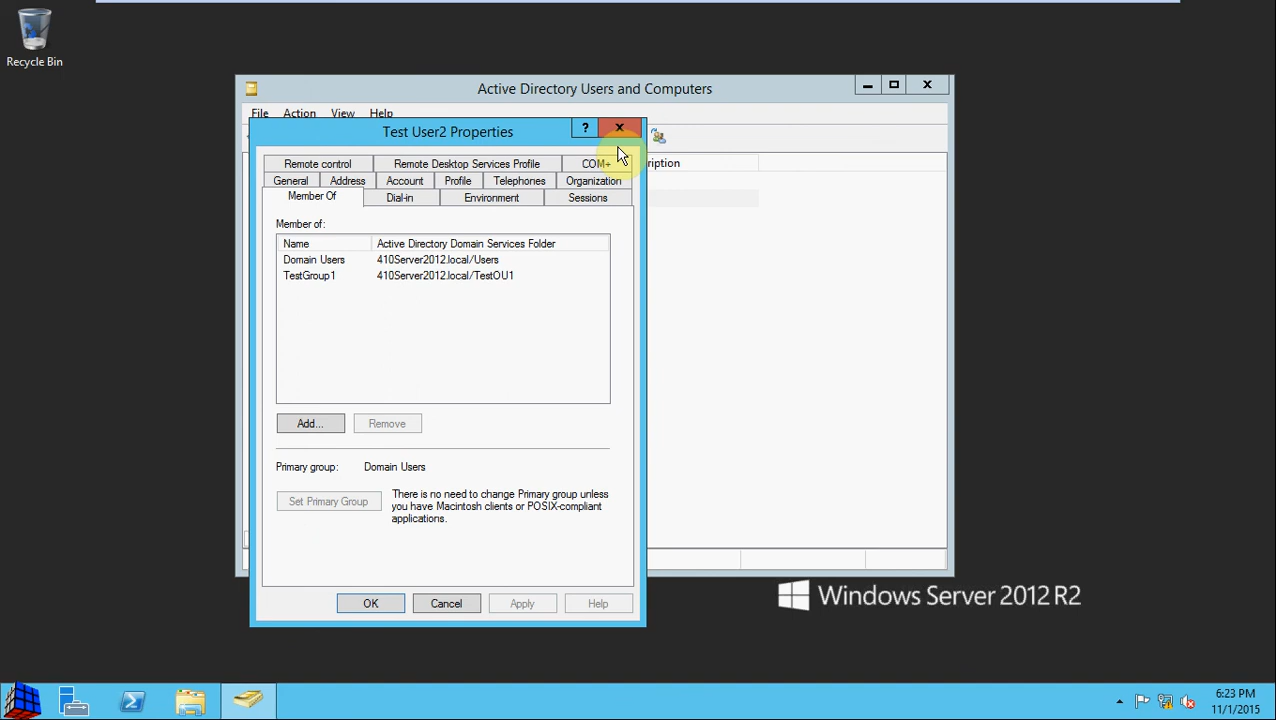 Recycle Bin
Active Directory Users and Computers
File Action View Help
Test User2 Properties
?
ription
Remote control Remote Desktop Services Profile COM+
General Address Account Profile Telephones Organization
Member Of Dial-in Environment Sessions
Member of:
Name Active Directory Domain Services Folder
Domain Users 410Server2012.local/Users
TestGroup1 410Server2012.local/TestOU1
Add... Remove
Primary group: Domain Users
Set Primary Group
There is no need to change Primary group unless
you have Macintosh clients or POSIX-compliant
applications.
OK Cancel Apply Help
Windows Server 2012 R2
6:23 PM
11/1/2015